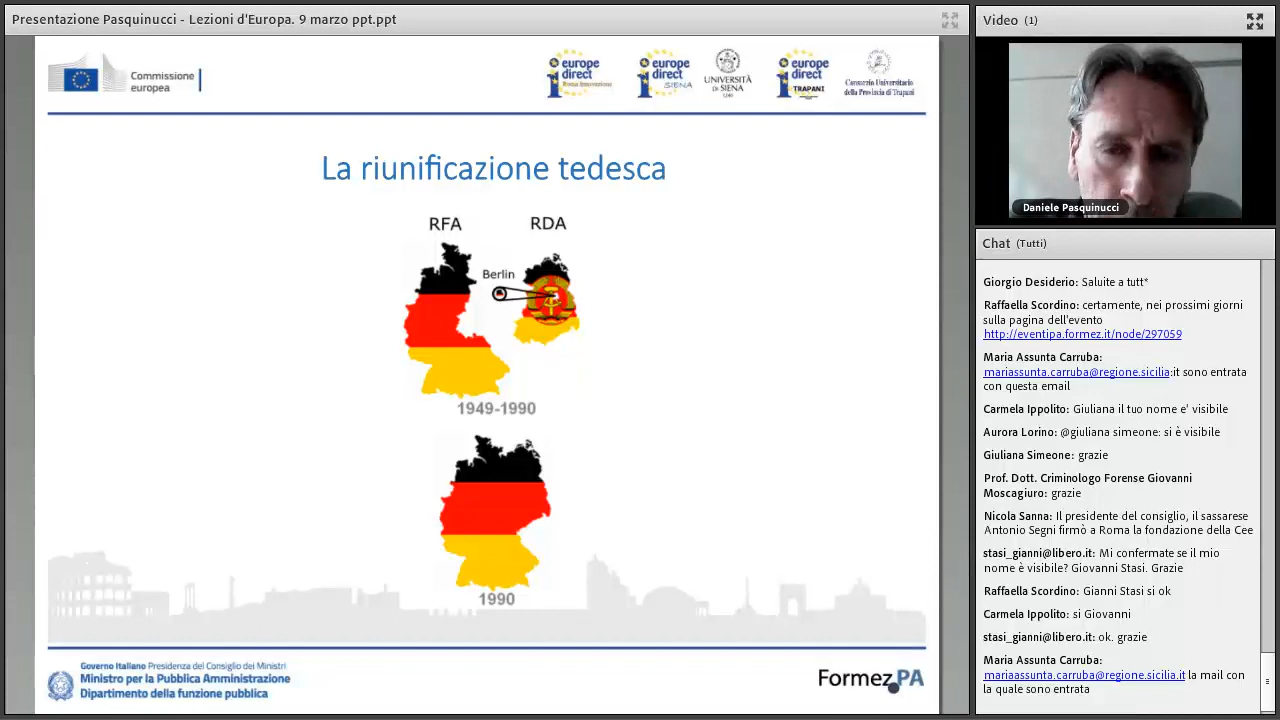 Presentazione Pasquinucci - Lezioni d'Europa. 9 marzo ppt.ppt
Commissione
europea
europe
direct
europe
direct
SIENA
UNIVERSITÀ
DI SIENA
1240
europe
direct
TRAPANI
Consorzio Universitario
della Provincia di Trapani
La riunificazione tedesca
RFA
RDA
Berlin
1949-1990
1990
Governo Italiano Presidenza del Consiglio dei Ministri
Ministro per la Pubblica Amministrazione
Dipartimento della funzione pubblica
Formez PA
Video (1)
Daniele Pasquinucci
Chat (Tutti)
Giorgio Desiderio: Saluite a tutt*
Raffaella Scordino: certamente, nei prossimi giorni
sulla pagina dell'evento
http://eventipa.formez.it/node/297059
Maria Assunta Carruba:
mariassunta.carruba@regione.sicilia:it sono entrata
con questa email
Carmela Ippolito: Giuliana il tuo nome e' visibile
Aurora Lorino: @giuliana simeone: si è visibile
Giuliana Simeone: grazie
Prof. Dott. Criminologo Forense Giovanni
Moscagiuro: grazie
Nicola Sanna: Il presidente del consiglio, il sassarese
Antonio Segni firmò a Roma la fondazione della Cee
stasi_gianni@libero.it: Mi confermate se il mio
nome è visibile? Giovanni Stasi. Grazie
Raffaella Scordino: Gianni Stasi si ok
Carmela Ippolito: si Giovanni
stasi_gianni@libero.it: ok. grazie
Maria Assunta Carruba:
mariaassunta.carruba@regione.sicilia.it la mail con
la quale sono entrata